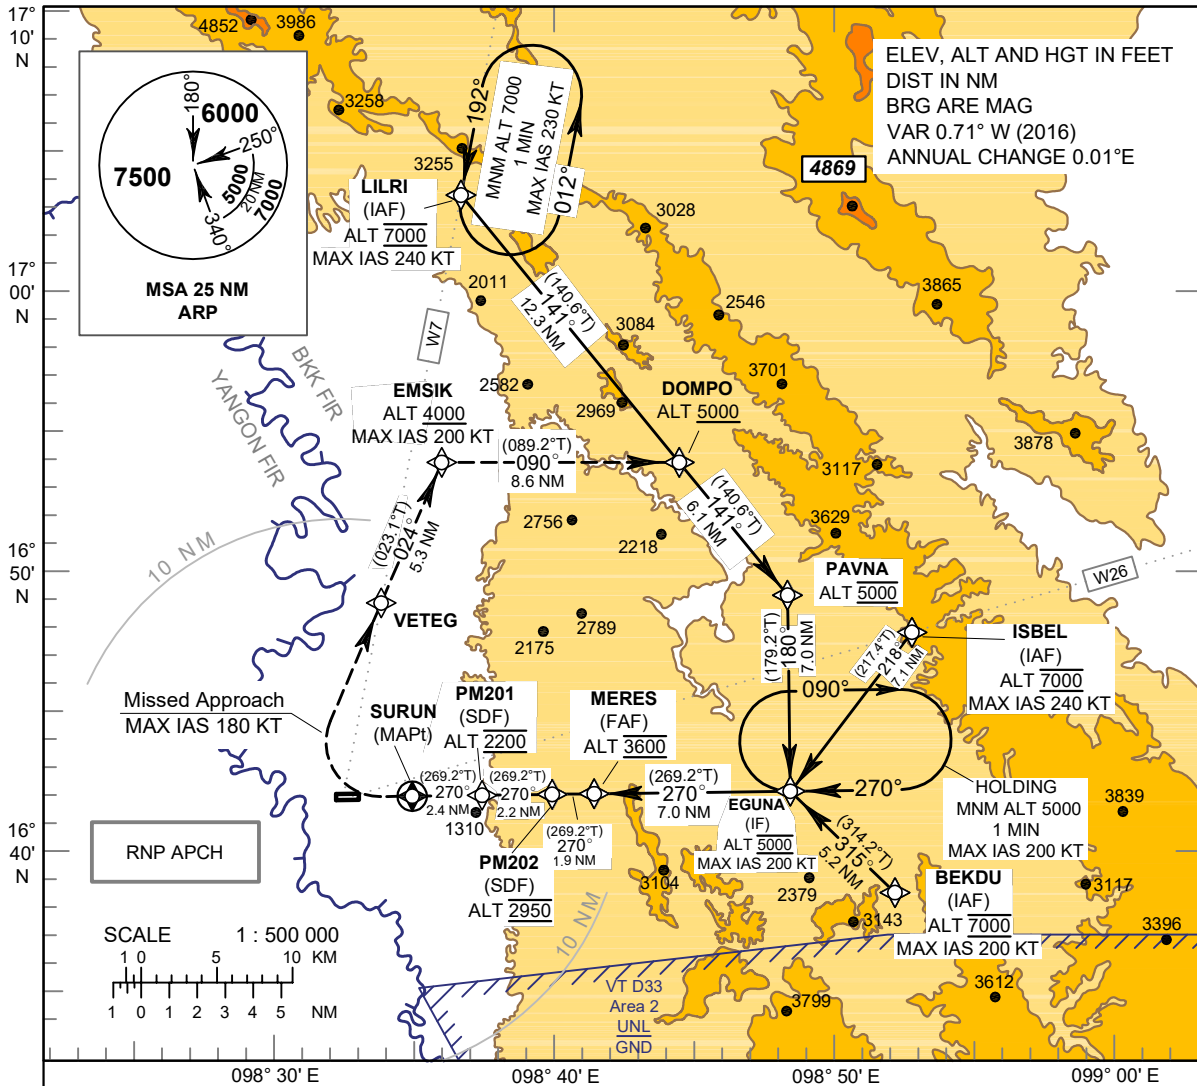 17°
10'
N
4852
3986
3258
3255
180°
6000
250°
7500
5000
20 NM
7000
340°
MSA 25 NM
ARP
192°
MNM ALT 7000
1 MIN
MAX IAS 230 KT
012°
ELEV, ALT AND HGT IN FEET
DIST IN NM
BRG ARE MAG
VAR 0.71° W (2016)
ANNUAL CHANGE 0.01°E
4869
LILRI
(IAF)
ALT 7000
MAX IAS 240 KT
3028
17°
00'
N
2011
(140.6°T)
141°
12.3 NM
2546
3865
3084
W7
BKK FIR
YANGON FIR
2582
2969
3701
EMSIK
ALT 4000
MAX IAS 200 KT
DOMPO
ALT 5000
(089.2°T)
090°
8.6 NM
3878
3117
(140.6°T)
141°
6.1 NM
2756
2218
3629
10 NM
(023.1°T)
024°
5.3 NM
16°
50'
N
PAVNA
ALT 5000
W26
VETEG
2789
2175
(179.2°T)
180°
7.0 NM
(217.4°T)
218°
7.1 NM
ISBEL
(IAF)
ALT 7000
MAX IAS 240 KT
090°
Missed Approach
MAX IAS 180 KT
SURUN
(MAPt)
PM201
(SDF)
ALT 2200
MERES
(FAF)
ALT 3600
(269.2°T)
270°
2.4 NM
(269.2°T)
270°
2.2 NM
(269.2°T)
270°
7.0 NM
270°
1310
(269.2°T)
270°
1.9 NM
EGUNA
(IF)
ALT 5000
MAX IAS 200 KT
HOLDING
MNM ALT 5000
1 MIN
MAX IAS 200 KT
3839
16°
40'
N
RNP APCH
PM202
(SDF)
ALT 2950
3104
2379
(314.2°T)
315°
5.2 NM
BEKDU
(IAF)
ALT 7000
MAX IAS 200 KT
3117
3143
3396
10 NM
SCALE
1 : 500 000
1 0 5 10 KM
1 0 1 2 3 4 5 NM
VT D33
Area 2
UNL
GND
3799
3612
098° 30' E
098° 40' E
098° 50' E
099° 00' E